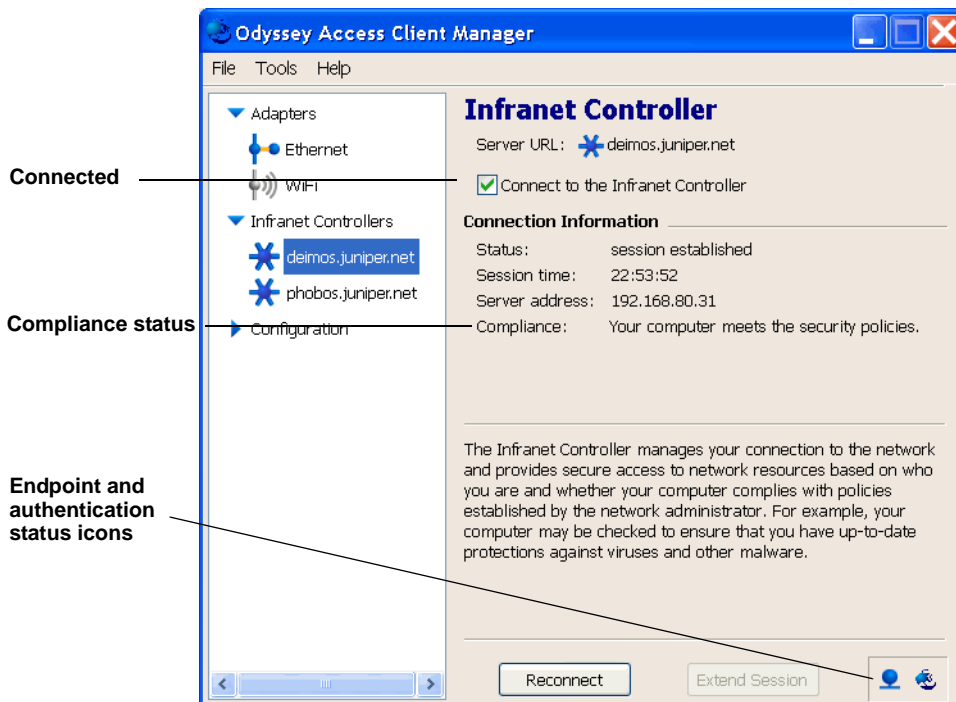 Odyssey Access Client Manager
File Tools Help
Adapters
Ethernet
WiFi
Infranet Controllers
deimos.juniper.net
phobos.juniper.net
Configuration
Infranet Controller
Server URL: deimos.juniper.net
Connect to the Infranet Controller
Connection Information
Status: session established
Session time: 22:53:52
Server address: 192.168.80.31
Compliance: Your computer meets the security policies.
The Infranet Controller manages your connection to the network
and provides secure access to network resources based on who
you are and whether your computer complies with policies
established by the network administrator. For example, your
computer may be checked to ensure that you have up-to-date
protections against viruses and other malware.
Reconnect Extend Session
Connected
Compliance status
Endpoint and
authentication
status icons